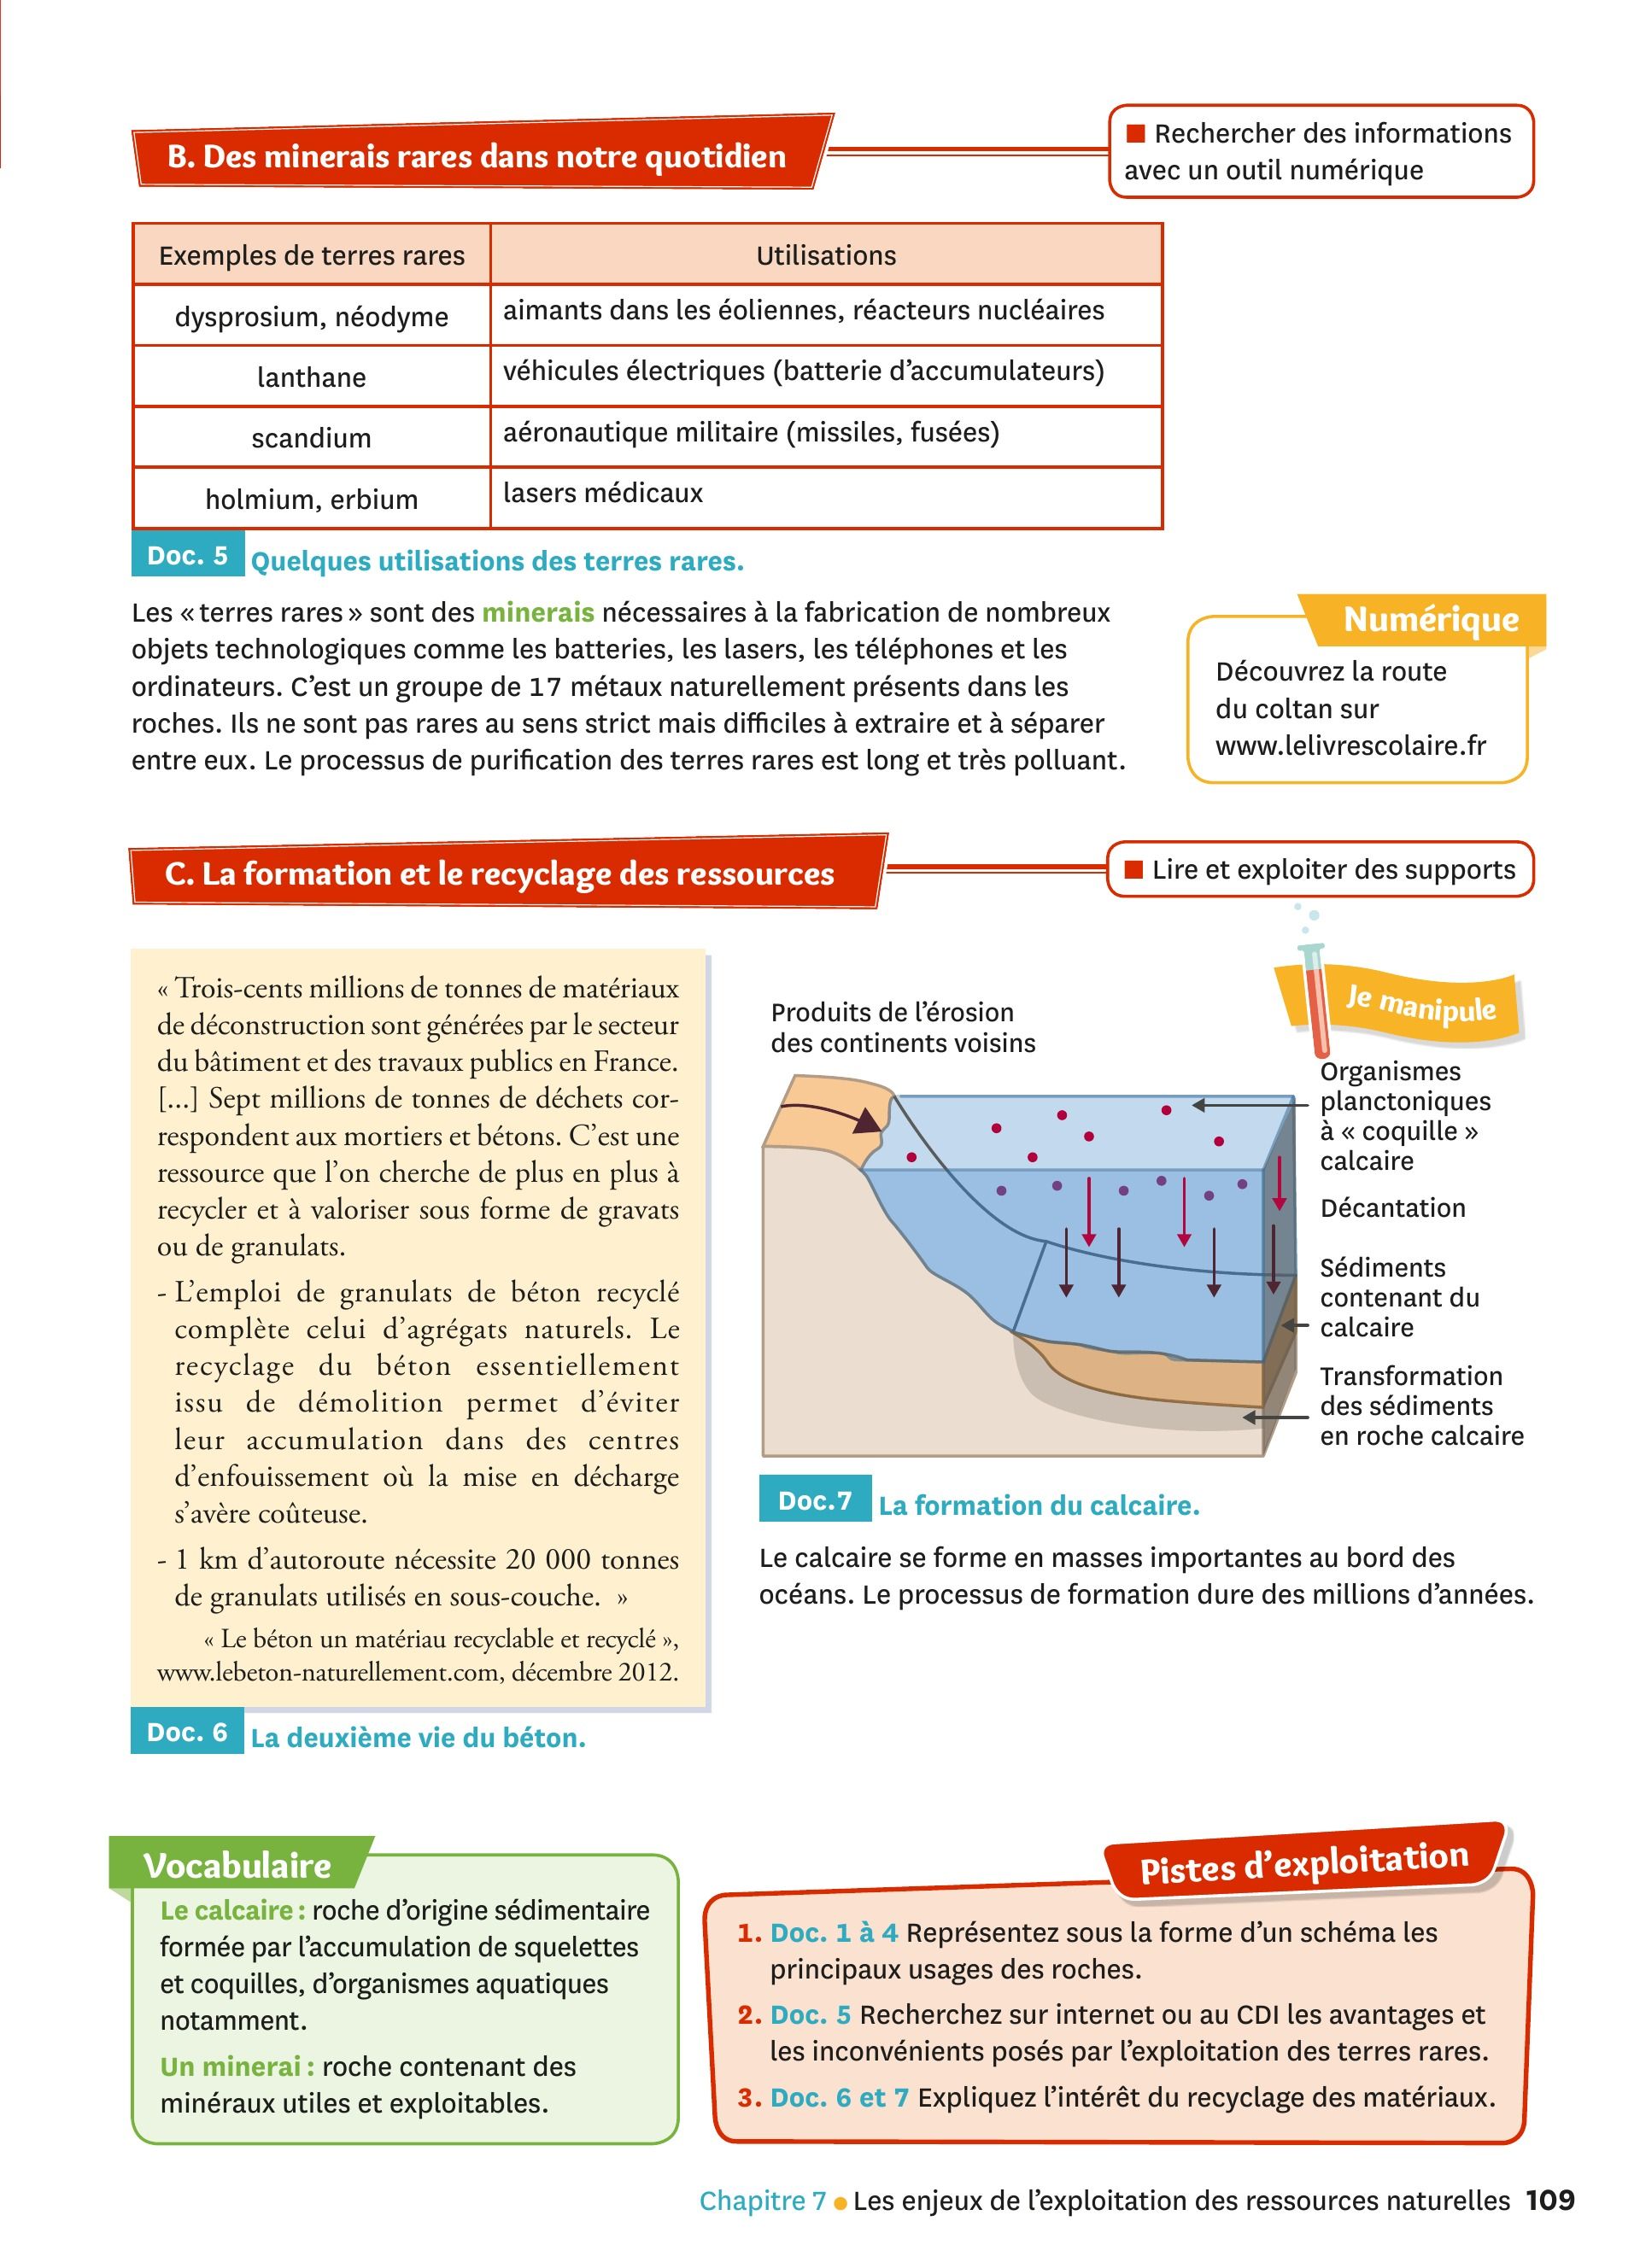 B. Des minerais rares dans notre quotidien
■ Rechercher des informations
avec un outil numérique
Exemples de terres rares
Utilisations
dysprosium, néodyme
aimants dans les éoliennes, réacteurs nucléaires
lanthane
véhicules électriques (batterie d'accumulateurs)
scandium
aéronautique militaire (missiles, fusées)
holmium, erbium
lasers médicaux
Doc. 5 Quelques utilisations des terres rares.
Les « terres rares » sont des minerais nécessaires à la fabrication de nombreux
objets technologiques comme les batteries, les lasers, les téléphones et les
ordinateurs. C'est un groupe de 17 métaux naturellement présents dans les
roches. Ils ne sont pas rares au sens strict mais difficiles à extraire et à séparer
entre eux. Le processus de purification des terres rares est long et très polluant.
Numérique
Découvrez la route
du coltan sur
www.lelivrescolaire.fr
C. La formation et le recyclage des ressources
■ Lire et exploiter des supports
« Trois-cents millions de tonnes de matériaux
de déconstruction sont générées par le secteur
du bâtiment et des travaux publics en France.
[...] Sept millions de tonnes de déchets cor-
respondent aux mortiers et bétons. C'est une
ressource que l'on cherche de plus en plus à
recycler et à valoriser sous forme de gravats
ou de granulats.
- L'emploi de granulats de béton recyclé
complète celui d'agrégats naturels. Le
recyclage du béton essentiellement
issu de démolition permet d'éviter
leur accumulation dans des centres
d'enfouissement où la mise en décharge
s'avère coûteuse.
- 1 km d'autoroute nécessite 20 000 tonnes
de granulats utilisés en sous-couche. »
« Le béton un matériau recyclable et recyclé »,
www.lebeton-naturellement.com, décembre 2012.
Doc. 6 La deuxième vie du béton.
Je manipule
Produits de l'érosion
des continents voisins
Organismes
planctoniques
à « coquille »
calcaire
Décantation
Sédiments
contenant du
calcaire
Transformation
des sédiments
en roche calcaire
Doc.7 La formation du calcaire.
Le calcaire se forme en masses importantes au bord des
océans. Le processus de formation dure des millions d'années.
Vocabulaire
Le calcaire : roche d'origine sédimentaire
formée par l'accumulation de squelettes
et coquilles, d'organismes aquatiques
notamment.
Un minerai : roche contenant des
minéraux utiles et exploitables.
Pistes d'exploitation
1. Doc. 1 à 4 Représentez sous la forme d'un schéma les
principaux usages des roches.
2. Doc. 5 Recherchez sur internet ou au CDI les avantages et
les inconvénients posés par l'exploitation des terres rares.
3. Doc. 6 et 7 Expliquez l'intérêt du recyclage des matériaux.
Chapitre 7 ● Les enjeux de l'exploitation des ressources naturelles 109